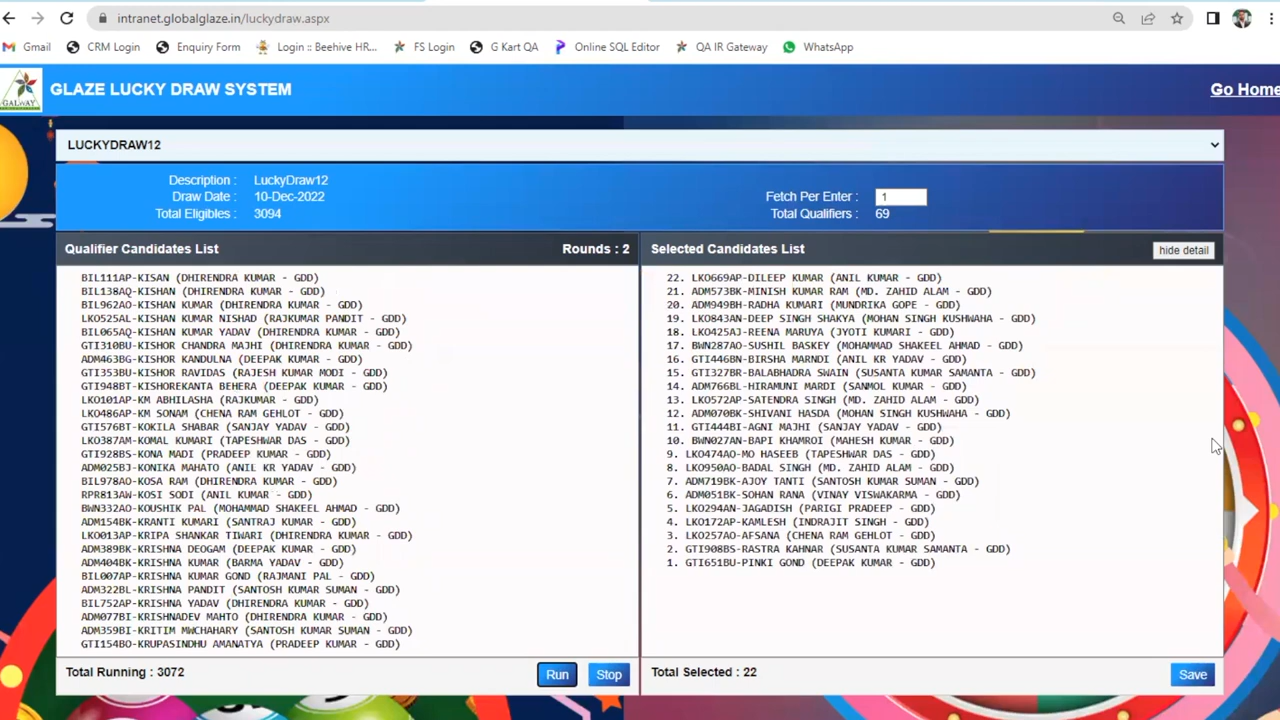 intranet.globalglaze.in/luckydraw.aspx
Gmail CRM Login Enquiry Form Login :: Beehive HR... FS Login G Kart QA Online SQL Editor QA IR Gateway WhatsApp
GALWAY GLAZE LUCKY DRAW SYSTEM Go Home
LUCKYDRAW12
Description : LuckyDraw12
Draw Date : 10-Dec-2022
Total Eligibles : 3094
Fetch Per Enter : 1
Total Qualifiers : 69
Qualifier Candidates List Rounds : 2
BIL111AP-KISAN (DHIRENDRA KUMAR - GDD)
BIL138AQ-KISHAN (DHIRENDRA KUMAR - GDD)
BIL962AO-KISHAN KUMAR (DHIRENDRA KUMAR - GDD)
LKO525AL-KISHAN KUMAR NISHAD (RAJKUMAR PANDIT - GDD)
BIL065AQ-KISHAN KUMAR YADAV (DHIRENDRA KUMAR - GDD)
GTI310BU-KISHOR CHANDRA MAJHI (DHIRENDRA KUMAR - GDD)
ADM463BG-KISHOR KANDULNA (DEEPAK KUMAR - GDD)
GTI353BU-KISHOR RAVIDAS (RAJESH KUMAR MODI - GDD)
GTI948BT-KISHOREKANTA BEHERA (DEEPAK KUMAR - GDD)
LKO101AP-KM ABHILASHA (RAJKUMAR - GDD)
LKO486AP-KM SONAM (CHENA RAM GEHLOT - GDD)
GTI576BT-KOKILA SHABAR (SANJAY YADAV - GDD)
LKO387AM-KOMAL KUMARI (TAPESHWAR DAS - GDD)
GTI928BS-KONA MADI (PRADEEP KUMAR - GDD)
ADM025BJ-KONIKA MAHATO (ANIL KR YADAV - GDD)
BIL978AO-KOSA RAM (DHIRENDRA KUMAR - GDD)
RPR813AW-KOSI SODI (ANIL KUMAR - GDD)
BWN332AO-KOUSHIK PAL (MOHAMMAD SHAKEEL AHMAD - GDD)
ADM154BK-KRANTI KUMARI (SANTRAJ KUMAR - GDD)
LKO013AP-KRIPA SHANKAR TIWARI (DHIRENDRA KUMAR - GDD)
ADM389BK-KRISHNA DEOGAM (DEEPAK KUMAR - GDD)
ADM404BK-KRISHNA KUMAR (BARMA YADAV - GDD)
BIL007AP-KRISHNA KUMAR GOND (RAJMANI PAL - GDD)
ADM322BL-KRISHNA PANDIT (SANTOSH KUMAR SUMAN - GDD)
BIL752AP-KRISHNA YADAV (DHIRENDRA KUMAR - GDD)
ADM077BI-KRISHNADEV MAHTO (DHIRENDRA KUMAR - GDD)
ADM359BI-KRITIM MWCHAHARY (SANTOSH KUMAR SUMAN - GDD)
GTI154BO-KRUPASINDHU AMANATYA (PRADEEP KUMAR - GDD)
Total Running : 3072 Run Stop
Selected Candidates List hide detail
22. LKO669AP-DILEEP KUMAR (ANIL KUMAR - GDD)
21. ADM573BK-MINISH KUMAR RAM (MD. ZAHID ALAM - GDD)
20. ADM949BH-RADHA KUMARI (MUNDRIKA GOPE - GDD)
19. LKO843AN-DEEP SINGH SHAKYA (MOHAN SINGH KUSHWAHA - GDD)
18. LKO425AJ-REENA MARUYA (JYOTI KUMARI - GDD)
17. BWN287AO-SUSHIL BASKEY (MOHAMMAD SHAKEEL AHMAD - GDD)
16. GTI446BN-BIRSHA MARNDI (ANIL KR YADAV - GDD)
15. GTI327BR-BALABHADRA SWAIN (SUSANTA KUMAR SAMANTA - GDD)
14. ADM766BL-HIRAMUNI MARDI (SANMOL KUMAR - GDD)
13. LKO572AP-SATENDRA SINGH (MD. ZAHID ALAM - GDD)
12. ADM070BK-SHIVANI HASDA (MOHAN SINGH KUSHWAHA - GDD)
11. GTI444BI-AGNI MAJHI (SANJAY YADAV - GDD)
10. BWN027AN-BAPI KHAMROI (MAHESH KUMAR - GDD)
9. LKO474AO-MO HASEEB (TAPESHWAR DAS - GDD)
8. LKO950AO-BADAL SINGH (MD. ZAHID ALAM - GDD)
7. ADM719BK-AJOY TANTI (SANTOSH KUMAR SUMAN - GDD)
6. ADM051BK-SOHAN RANA (VINAY VISWAKARMA - GDD)
5. LKO294AN-JAGADISH (PARIGI PRADEEP - GDD)
4. LKO172AP-KAMLESH (INDRAJIT SINGH - GDD)
3. LKO257AO-AFSANA (CHENA RAM GEHLOT - GDD)
2. GTI908BS-RASTRA KAHNAR (SUSANTA KUMAR SAMANTA - GDD)
1. GTI651BU-PINKI GOND (DEEPAK KUMAR - GDD)
Total Selected : 22 Save